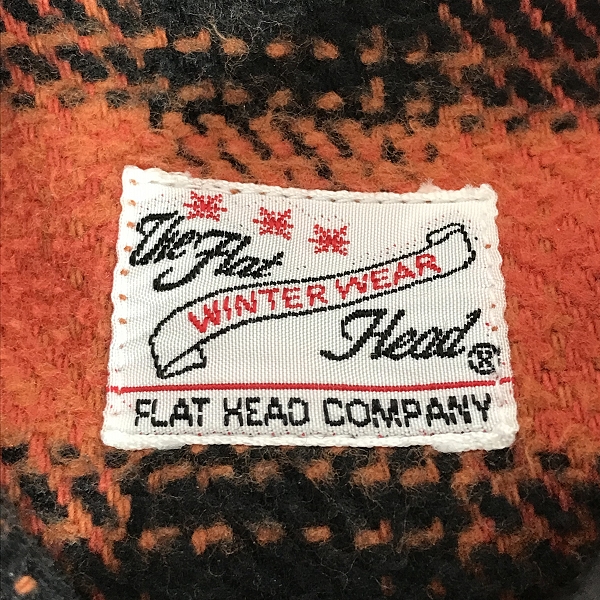 The Flat
WINTER WEAR
Head ®
FLAT HEAD COMPANY